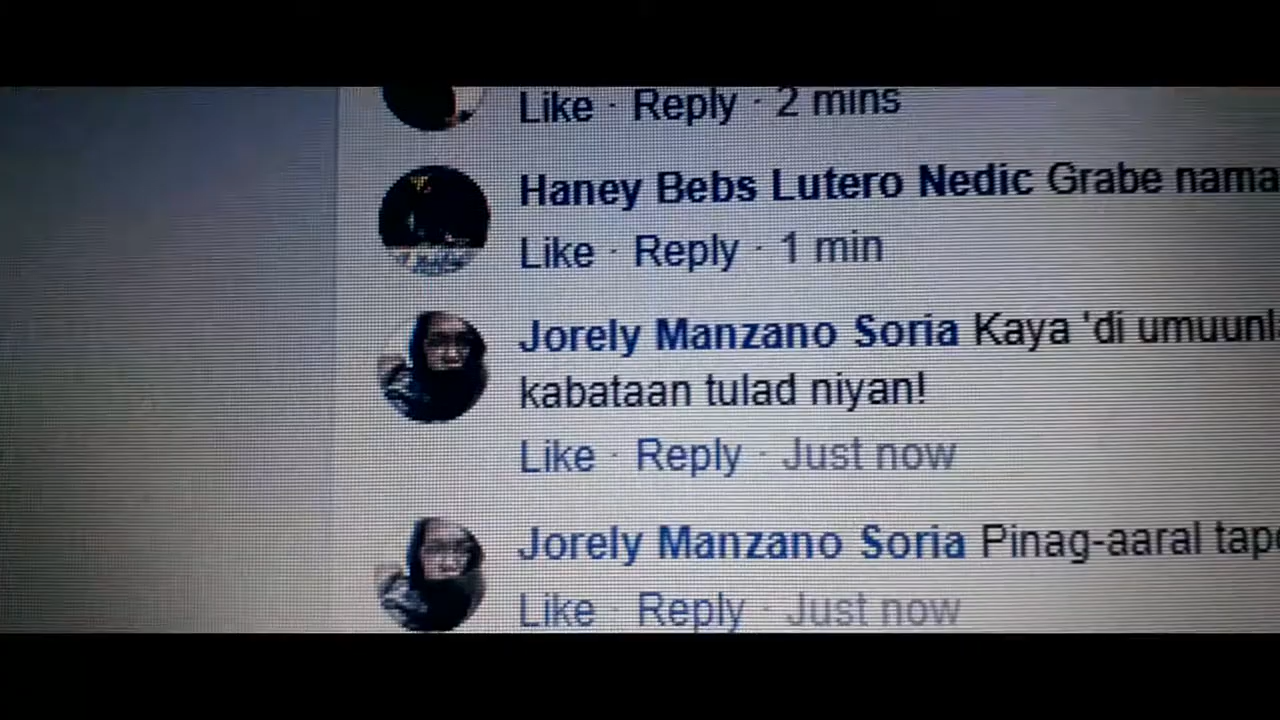 Like · Reply · 2 mins
Haney Bebs Lutero Nedic Grabe nama
Like · Reply · 1 min
Jorely Manzano Soria Kaya 'di umuunl
kabataan tulad niyan!
Like · Reply · Just now
Jorely Manzano Soria Pinag-aaral tap
Like · Reply · Just now